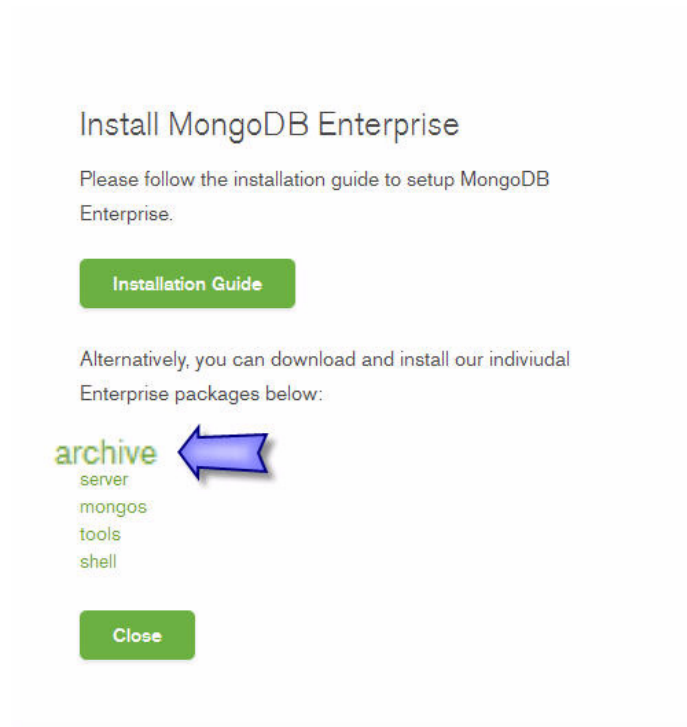 Install MongoDB Enterprise
Please follow the installation guide to setup MongoDB
Enterprise.
Installation Guide
Alternatively, you can download and install our indiviudal
Enterprise packages below:
archive
server
mongos
tools
shell
Close